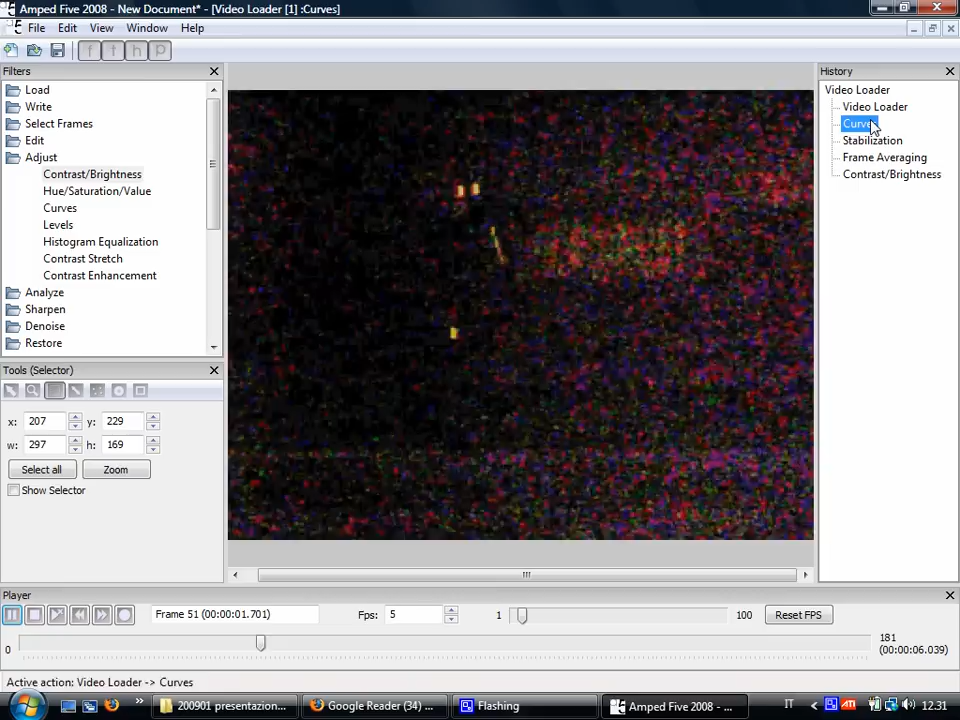 Amped Five 2008 - New Document* - [Video Loader [1] :Curves]
File Edit View Window Help
f t h p
Filters
Load
Write
Select Frames
Edit
Adjust
Contrast/Brightness
Hue/Saturation/Value
Curves
Levels
Histogram Equalization
Contrast Stretch
Contrast Enhancement
Analyze
Sharpen
Denoise
Restore
Tools (Selector)
x: 207 y: 229
w: 297 h: 169
Select all Zoom
Show Selector
History
Video Loader
Video Loader
Curves
Stabilization
Frame Averaging
Contrast/Brightness
Player
Frame 51 (00:00:01.701) Fps: 5 1 100 Reset FPS
0 181
(00:00:06.039)
Active action: Video Loader -> Curves
200901 presentazion... Google Reader (34) ... Flashing Amped Five 2008 - ... IT ATI 12.31